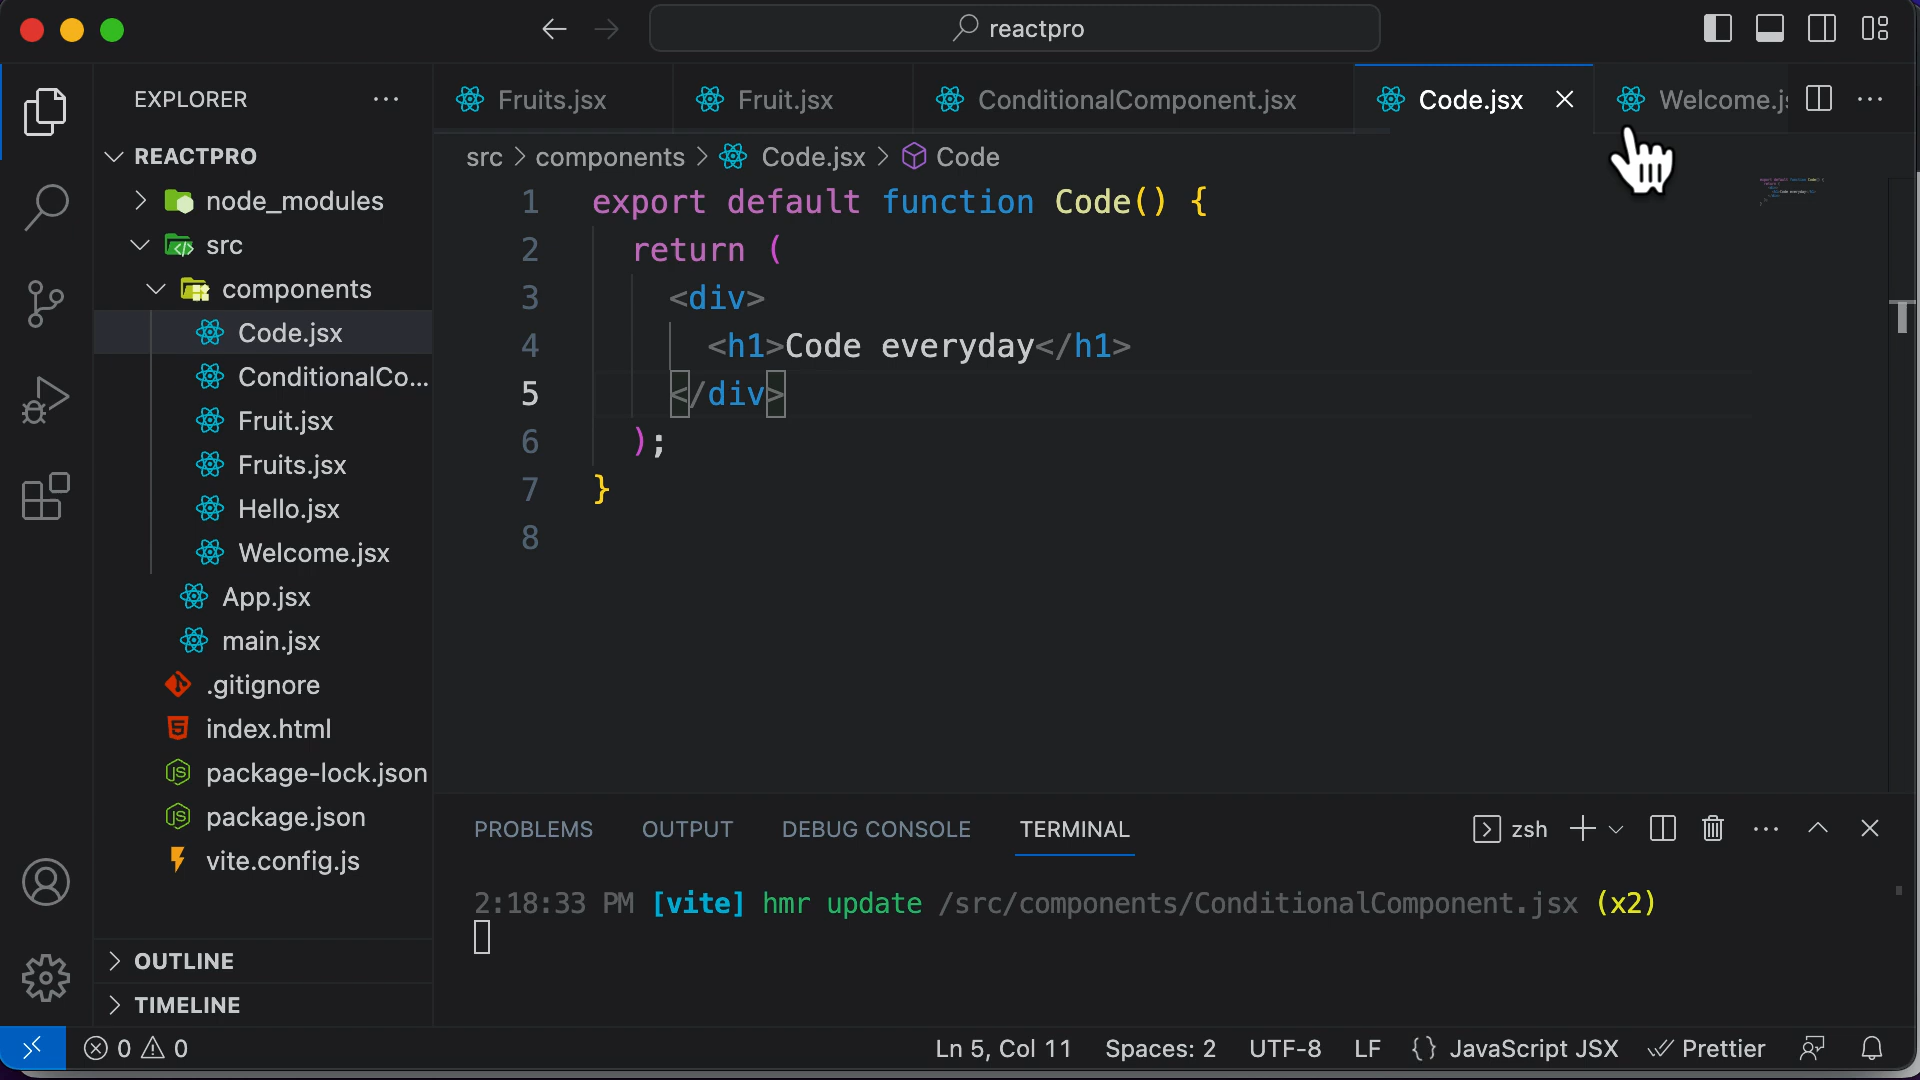 reactpro
EXPLORER
REACTPRO
node_modules
src
components
Code.jsx
ConditionalCo...
Fruit.jsx
Fruits.jsx
Hello.jsx
Welcome.jsx
App.jsx
main.jsx
.gitignore
index.html
package-lock.json
package.json
vite.config.js
OUTLINE
TIMELINE
Fruits.jsx Fruit.jsx ConditionalComponent.jsx Code.jsx Welcome.js
src > components > Code.jsx > Code
1 export default function Code() {
2 return (
3 <div>
4 <h1>Code everyday</h1>
5 </div>
6 );
7 }
8
PROBLEMS OUTPUT DEBUG CONSOLE TERMINAL zsh
2:18:33 PM [vite] hmr update /src/components/ConditionalComponent.jsx (x2)
0 0 Ln 5, Col 11 Spaces: 2 UTF-8 LF {} JavaScript JSX Prettier